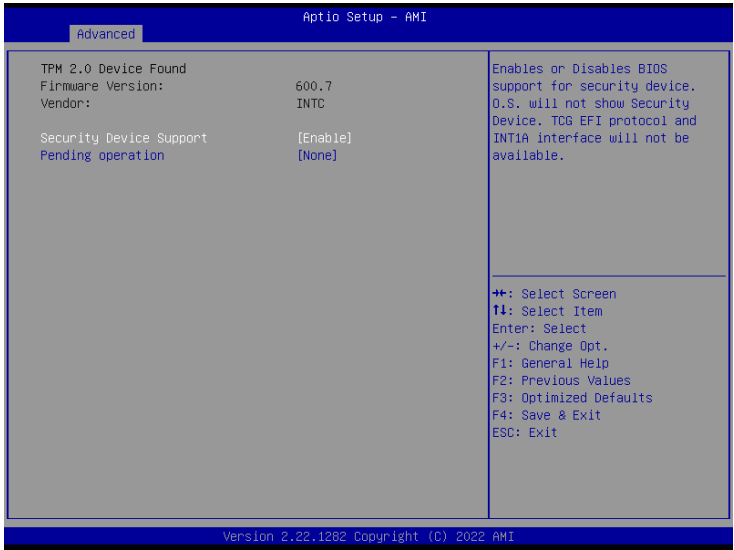 Aptio Setup – AMI
Advanced
TPM 2.0 Device Found
Firmware Version: 600.7
Vendor: INTC
Security Device Support [Enable]
Pending operation [None]
Enables or Disables BIOS
support for security device.
O.S. will not show Security
Device. TCG EFI protocol and
INT1A interface will not be
available.
→←: Select Screen
↑↓: Select Item
Enter: Select
+/-: Change Opt.
F1: General Help
F2: Previous Values
F3: Optimized Defaults
F4: Save & Exit
ESC: Exit
Version 2.22.1282 Copyright (C) 2022 AMI